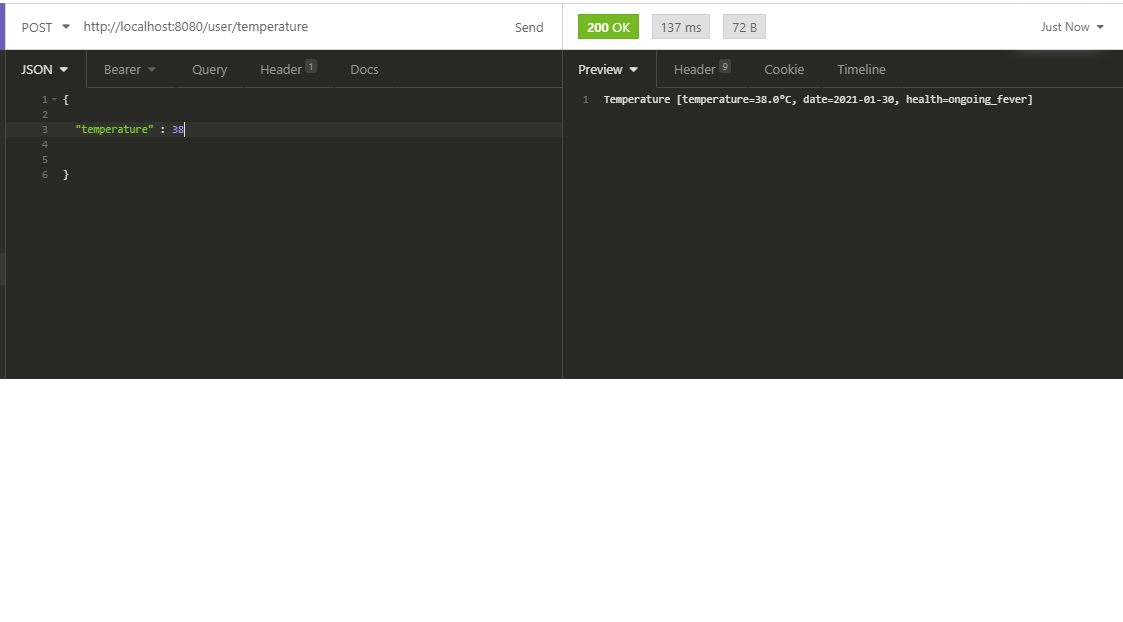 POST http://localhost:8080/user/temperature Send
200 OK 137 ms 72 B Just Now
JSON Bearer Query Header 1 Docs
Preview Header 9 Cookie Timeline
1 {
2
3 "temperature" : 38
4
5
6 }
1 Temperature [temperature=38.0ºC, date=2021-01-30, health=ongoing_fever]